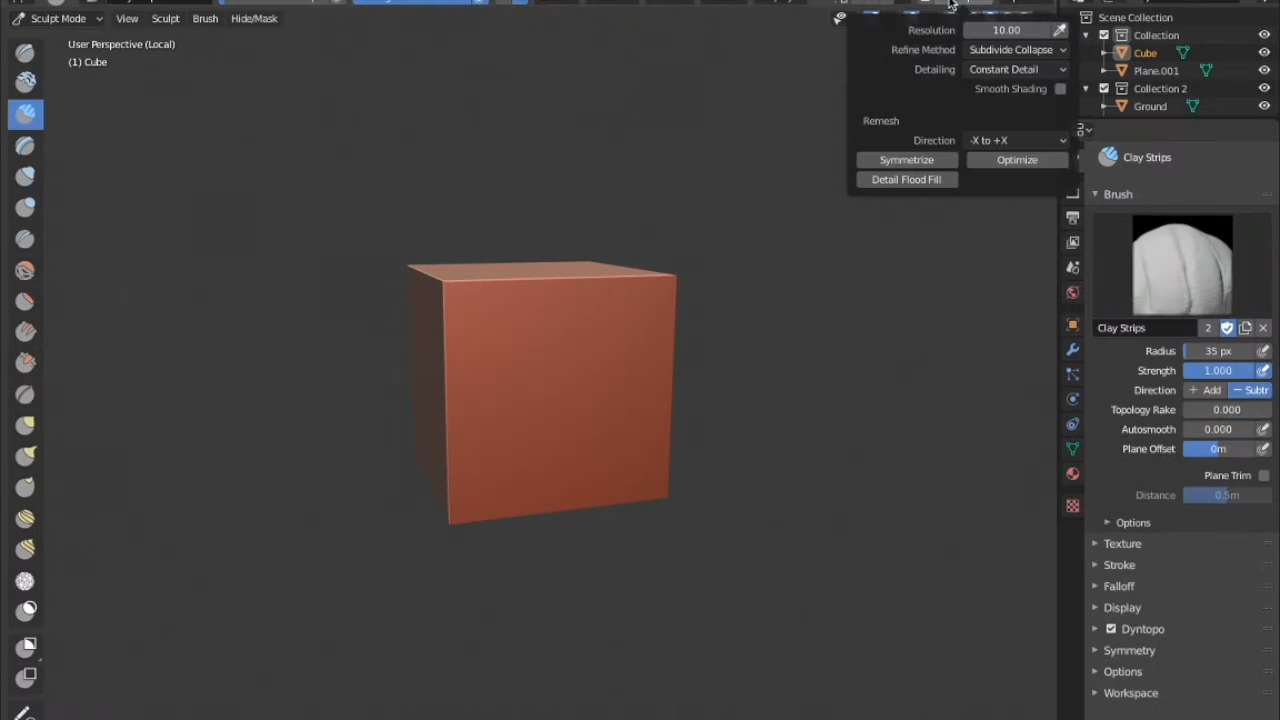 Sculpt Mode View Sculpt Brush Hide/Mask
User Perspective (Local)
(1) Cube
Resolution 10.00
Refine Method Subdivide Collapse
Detailing Constant Detail
Smooth Shading
Remesh
Direction -X to +X
Symmetrize Optimize
Detail Flood Fill
Scene Collection
Collection
Cube
Plane.001
Collection 2
Ground
Clay Strips
Brush
Clay Strips 2
Radius 35 px
Strength 1.000
Direction Add Subtr
Topology Rake 0.000
Autosmooth 0.000
Plane Offset 0m
Plane Trim
Distance 0.5m
Options
Texture
Stroke
Falloff
Display
Dyntopo
Symmetry
Options
Workspace